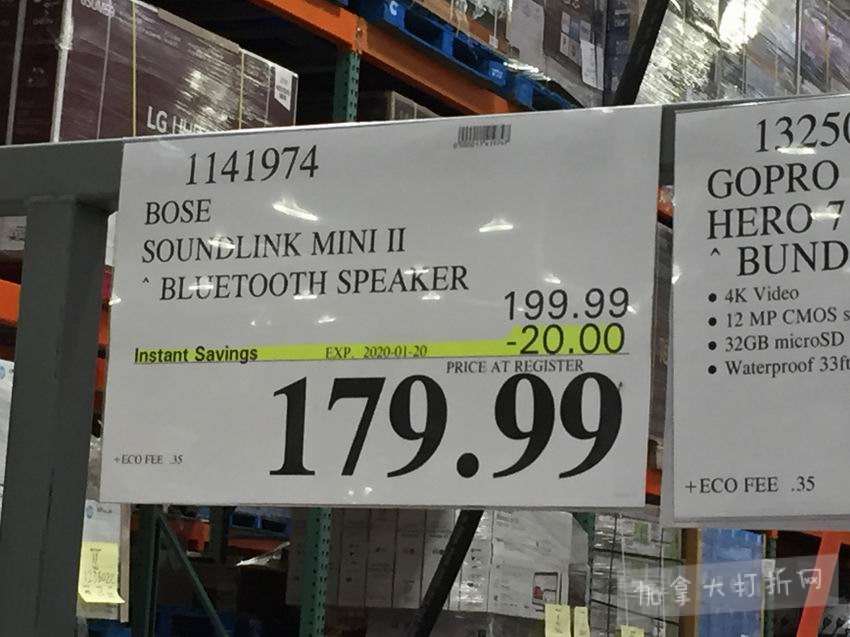 1141974
BOSE
SOUNDLINK MINI II
^ BLUETOOTH SPEAKER
199.99
Instant Savings EXP. 2020-01-20 -20.00
PRICE AT REGISTER
179.99
+ECO FEE .35
13250
GOPRO
HERO 7
^ BUND
• 4K Video
• 12 MP CMOS s
• 32GB microSD
• Waterproof 33ft
+ECO FEE .35
LG
加拿大打折网